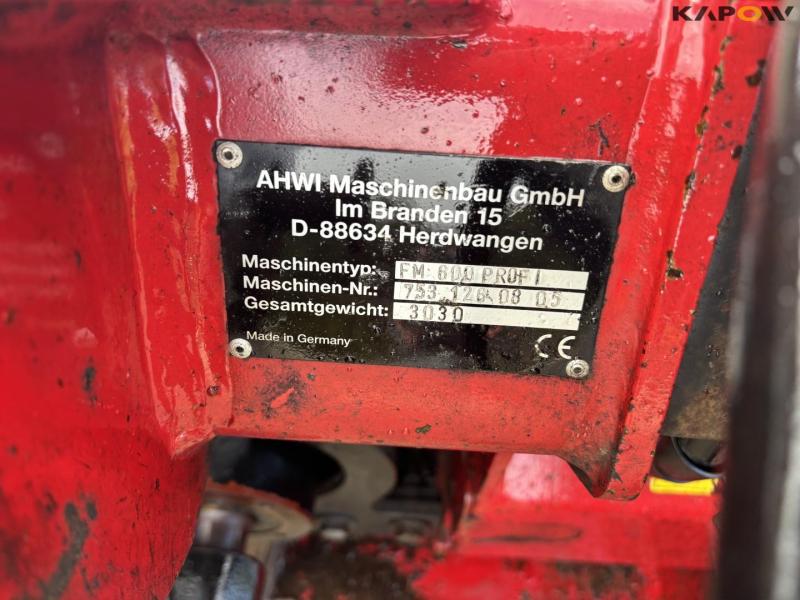 KAPOW
AHWI Maschinenbau GmbH
Im Branden 15
D-88634 Herdwangen
Maschinentyp: FM 600 PROFI
Maschinen-Nr.: 753 126 08 05
Gesamtgewicht: 3030
Made in Germany CE